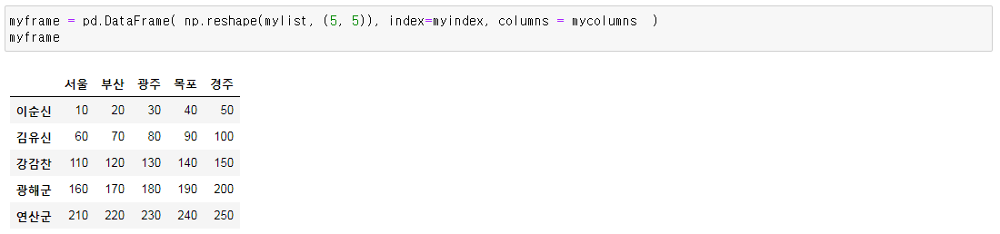 myframe = pd.DataFrame( np.reshape(mylist, (5, 5)), index=myindex, columns = mycolumns  )
myframe
서울 부산 광주 목포 경주
이순신 10 20 30 40 50
김유신 60 70 80 90 100
강감찬 110 120 130 140 150
광해군 160 170 180 190 200
연산군 210 220 230 240 250